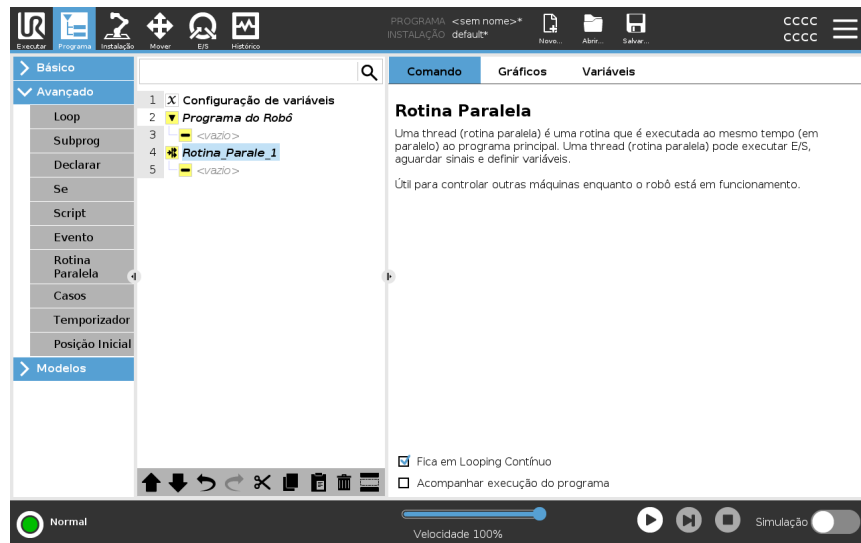 PROGRAMA <sem nome>*
INSTALAÇÃO default*
cccc
cccc
UR
Executar
Programa
Instalação
Mover
E/S
Histórico
Novo...
Abrir...
Salvar...
Básico
Avançado
Loop
Subprog
Declarar
Se
Script
Evento
Rotina
Paralela
Casos
Temporizador
Posição Inicial
Modelos
1 X Configuração de variáveis
2 Programa do Robô
3 <vazio>
4 Rotina_Parale_1
5 <vazio>
Comando Gráficos Variáveis
Rotina Paralela
Uma thread (rotina paralela) é uma rotina que é executada ao mesmo tempo (em
paralelo) ao programa principal. Uma thread (rotina paralela) pode executar E/S,
aguardar sinais e definir variáveis.
Útil para controlar outras máquinas enquanto o robô está em funcionamento.
Fica em Looping Contínuo
Acompanhar execução do programa
Normal
Velocidade 100%
Simulação